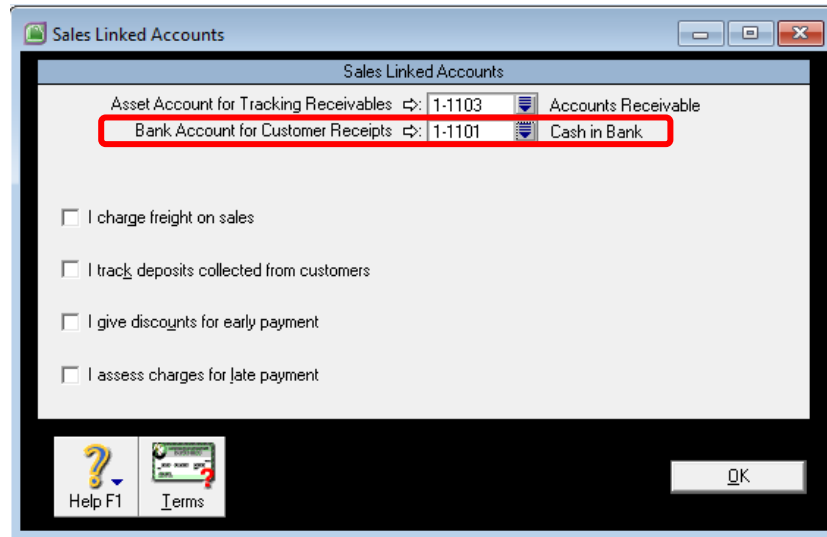 Sales Linked Accounts
Sales Linked Accounts
Asset Account for Tracking Receivables ⇨: 1-1103 Accounts Receivable
Bank Account for Customer Receipts ⇨: 1-1101 Cash in Bank
I charge freight on sales
I track deposits collected from customers
I give discounts for early payment
I assess charges for late payment
Help F1 Terms OK